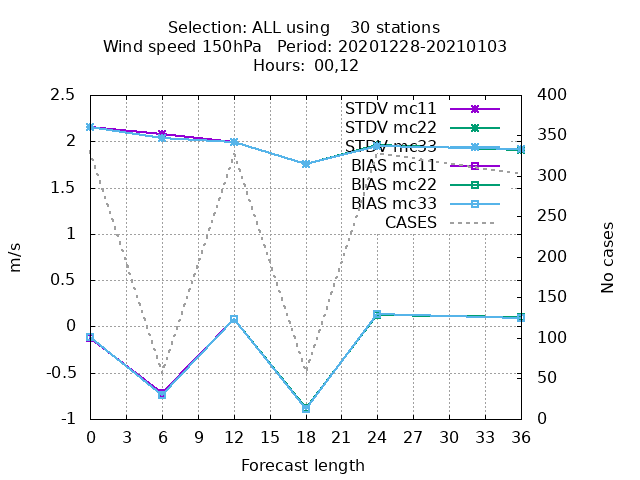 Selection: ALL using    30 stations
Wind speed 150hPa   Period: 20201228-20210103
Hours:  00,12
STDV mc11
STDV mc22
STDV mc33
BIAS mc11
BIAS mc22
BIAS mc33
CASES
2.5
2
1.5
1
0.5
0
-0.5
-1
m/s
400
350
300
250
200
150
100
50
0
No cases
0 3 6 9 12 15 18 21 24 27 30 33 36
Forecast length